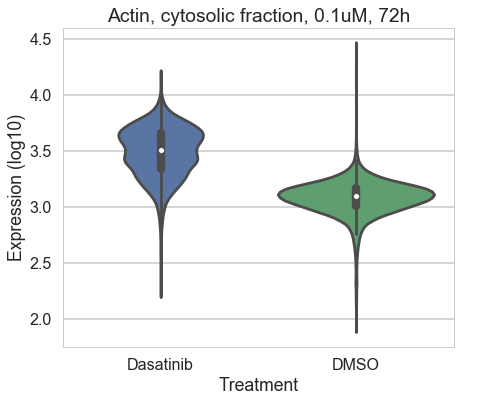 Actin, cytosolic fraction, 0.1uM, 72h
Expression (log10)
4.5
4.0
3.5
3.0
2.5
2.0
Dasatinib
DMSO
Treatment